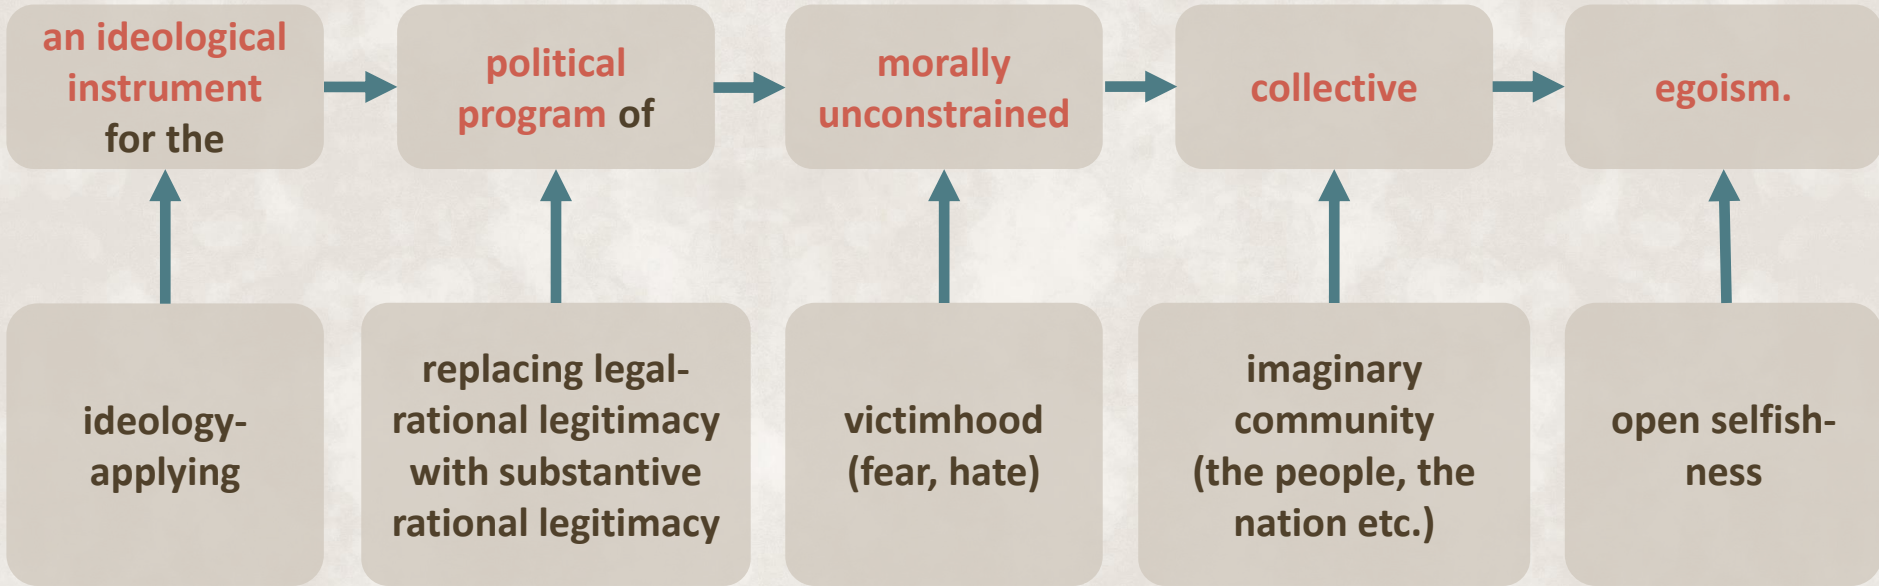 an ideological
instrument
for the
political
program of
morally
unconstrained
collective
egoism.
ideology-
applying
replacing legal-
rational legitimacy
with substantive
rational legitimacy
victimhood
(fear, hate)
imaginary
community
(the people, the
nation etc.)
open selfish-
ness